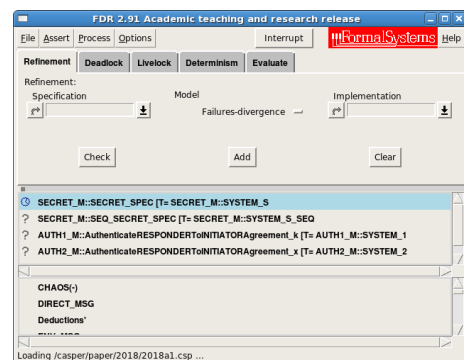 FDR 2.91 Academic teaching and research release
File Assert Process Options Interrupt FormalSystems Help
Refinement Deadlock Livelock Determinism Evaluate
Refinement:
Specification Model Implementation
Failures-divergence
Check Add Clear
SECRET_M::SECRET_SPEC [T= SECRET_M::SYSTEM_S
? SECRET_M::SEQ_SECRET_SPEC [T= SECRET_M::SYSTEM_S_SEQ
? AUTH1_M::AuthenticateRESPONDERToINITIATORAgreement_k [T= AUTH1_M::SYSTEM_1
? AUTH2_M::AuthenticateRESPONDERToINITIATORAgreement_x [T= AUTH2_M::SYSTEM_2
CHAOS(-)
DIRECT_MSG
Deductions'
Loading /casper/paper/2018/2018a1.csp ...